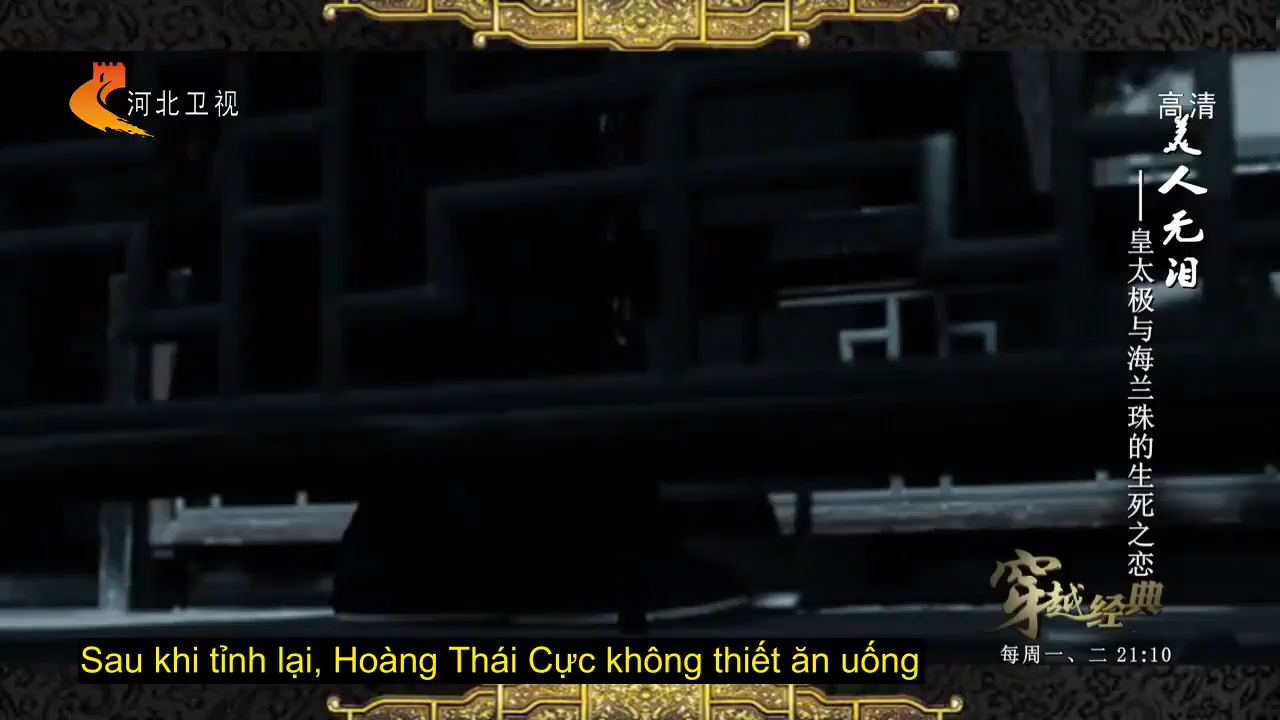 河北卫视
高清
美人无泪
——皇太极与海兰珠的生死之恋
穿越经典
每周一、二 21:10
Sau khi tỉnh lại, Hoàng Thái Cực không thiết ăn uống